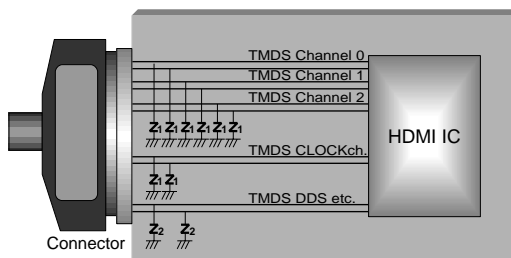 TMDS Channel 0
TMDS Channel 1
TMDS Channel 2
Z1 Z1 Z1 Z1 Z1 Z1
HDMI IC
TMDS CLOCKch.
Z1 Z1
TMDS DDS etc.
Z2 Z2
Connector